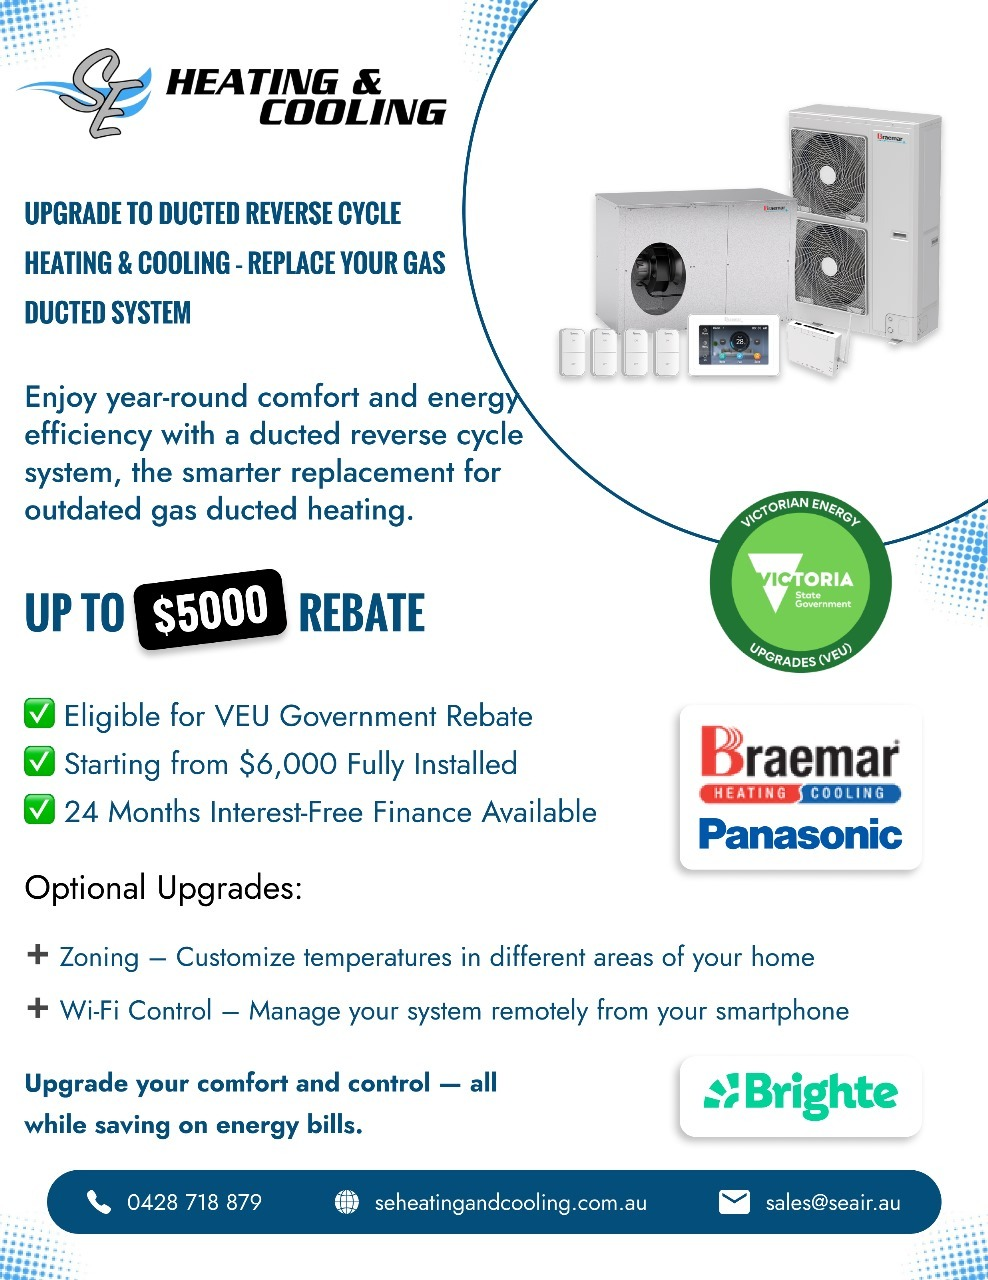 SE HEATING &
COOLING
Braemar
Braemar
UPGRADE TO DUCTED REVERSE CYCLE
HEATING & COOLING - REPLACE YOUR GAS
DUCTED SYSTEM
28
Enjoy year-round comfort and energy
efficiency with a ducted reverse cycle
system, the smarter replacement for
outdated gas ducted heating.
VICTORIAN ENERGY
VICTORIA
State
Government
UPGRADES (VEU)
UP TO $5000 REBATE
✅ Eligible for VEU Government Rebate
✅ Starting from $6,000 Fully Installed
✅ 24 Months Interest-Free Finance Available
Braemar
HEATING COOLING
Panasonic
Optional Upgrades:
+ Zoning – Customize temperatures in different areas of your home
+ Wi-Fi Control – Manage your system remotely from your smartphone
Upgrade your comfort and control — all
while saving on energy bills.
Brighte
0428 718 879
seheatingandcooling.com.au
sales@seair.au